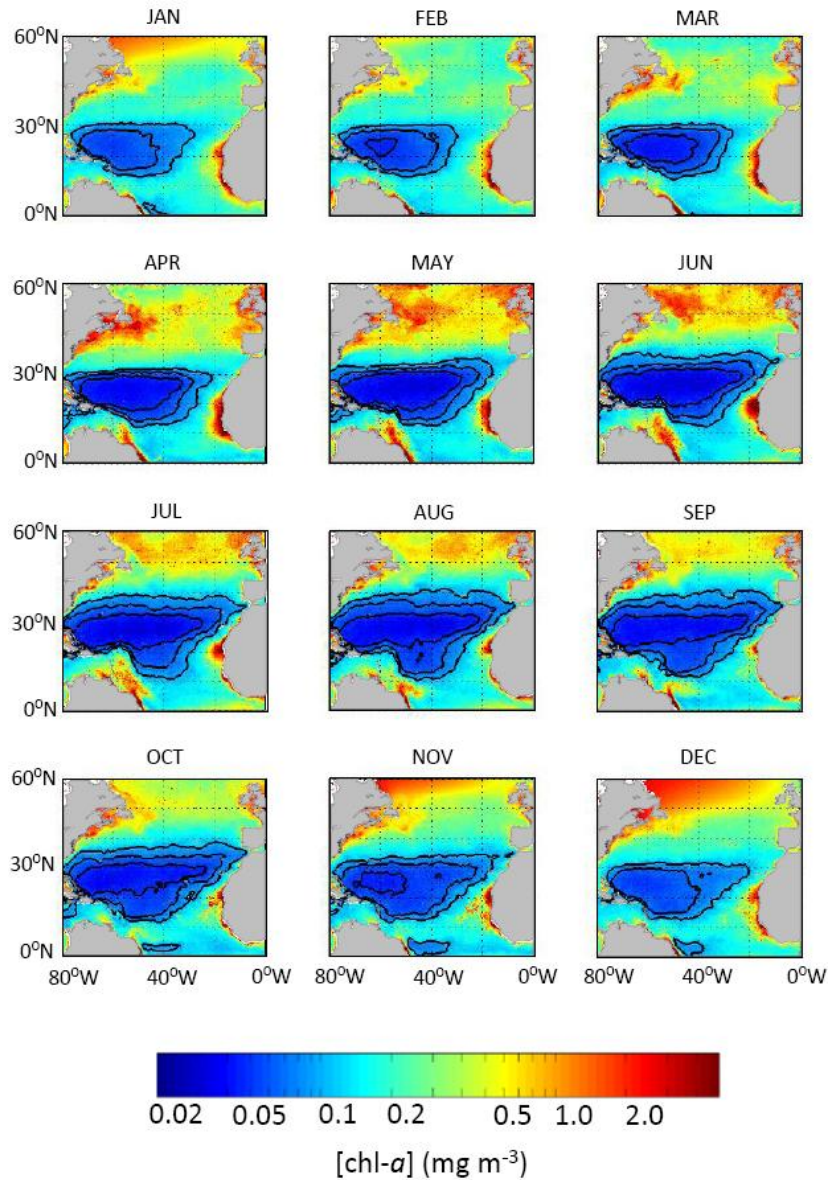 JAN FEB MAR
60°N
30°N
0°N
APR MAY JUN
60°N
30°N
0°N
JUL AUG SEP
60°N
30°N
0°N
OCT NOV DEC
60°N
30°N
0°N
80°W 40°W 0°W 80°W 40°W 0°W 80°W 40°W 0°W
0.02 0.05 0.1 0.2 0.5 1.0 2.0
[chl-a] (mg m⁻³)